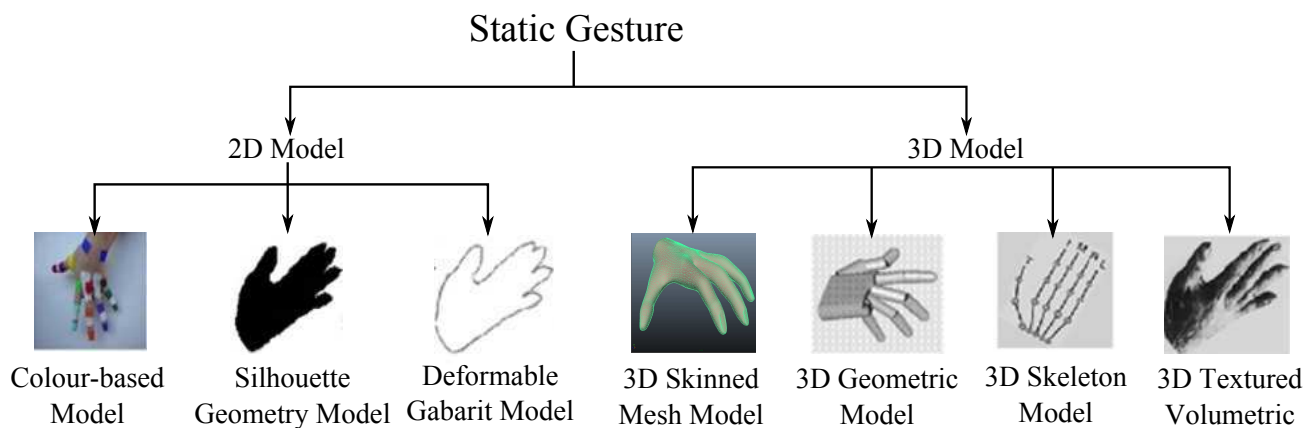 Static Gesture
2D Model
3D Model
T I M R L
Colour-based
Model
Silhouette
Geometry Model
Deformable
Gabarit Model
3D Skinned
Mesh Model
3D Geometric
Model
3D Skeleton
Model
3D Textured
Volumetric